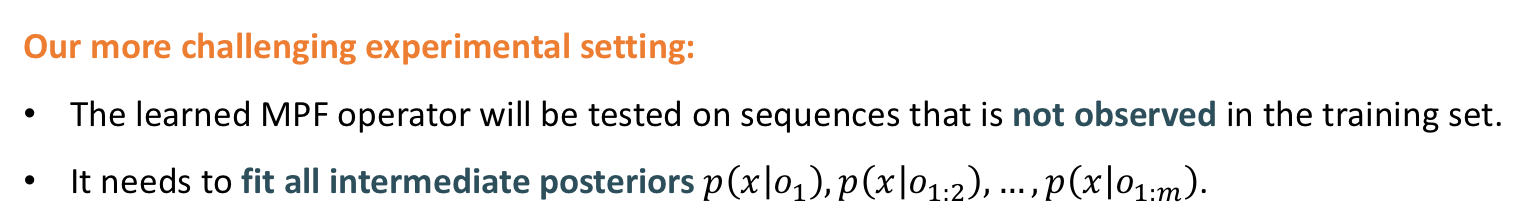 Our more challenging experimental setting:
• The learned MPF operator will be tested on sequences that is not observed in the training set.
• It needs to fit all intermediate posteriors p(x|o₁), p(x|o₁:₂), … , p(x|o₁:ₘ).